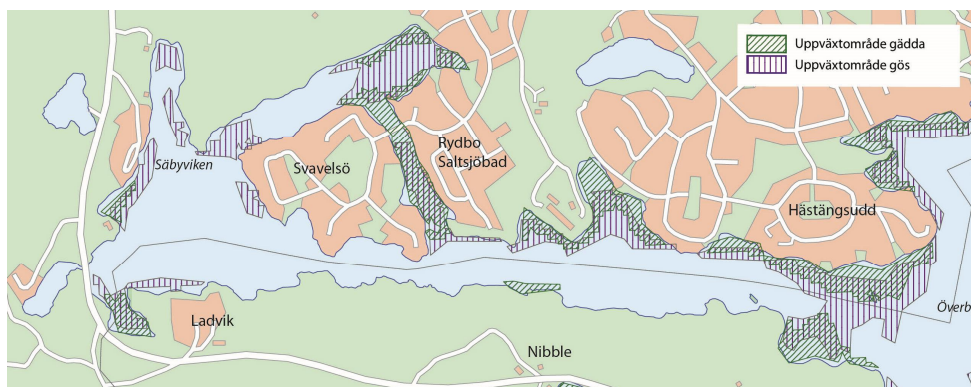 Uppväxtområde gädda
Uppväxtområde gös
Rydbo
Saltsjöbad
Säbyviken
Svavelsö
Hästängsudd
Överb
Ladvik
Nibble